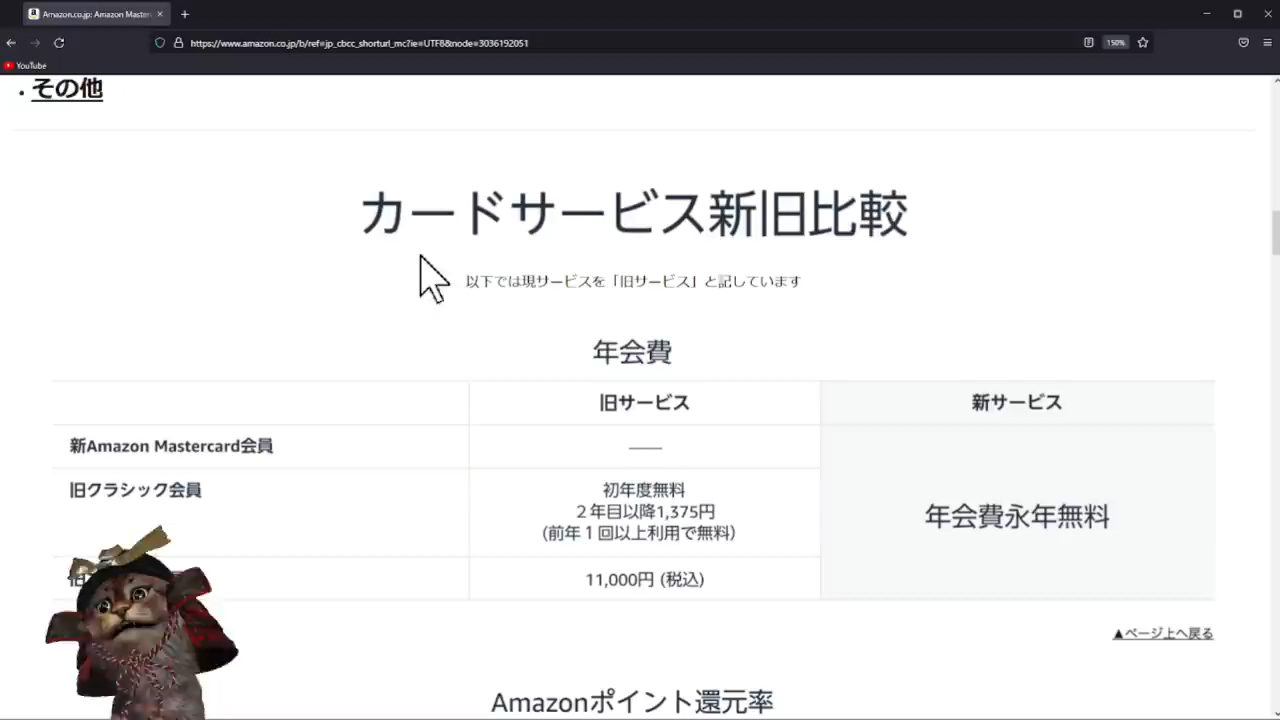 Amazon.co.jp: Amazon Master
https://www.amazon.co.jp/b/ref=jp_cbcc_shorturl_mc?ie=UTF8&node=3036192051
150%
YouTube
・その他
カードサービス新旧比較
以下では現サービスを「旧サービス」と記しています
年会費
旧サービス
新サービス
新Amazon Mastercard会員
——
旧クラシック会員
初年度無料
２年目以降1,375円
(前年１回以上利用で無料)
年会費永年無料
旧
11,000円 (税込)
▲ページ上へ戻る
Amazonポイント還元率